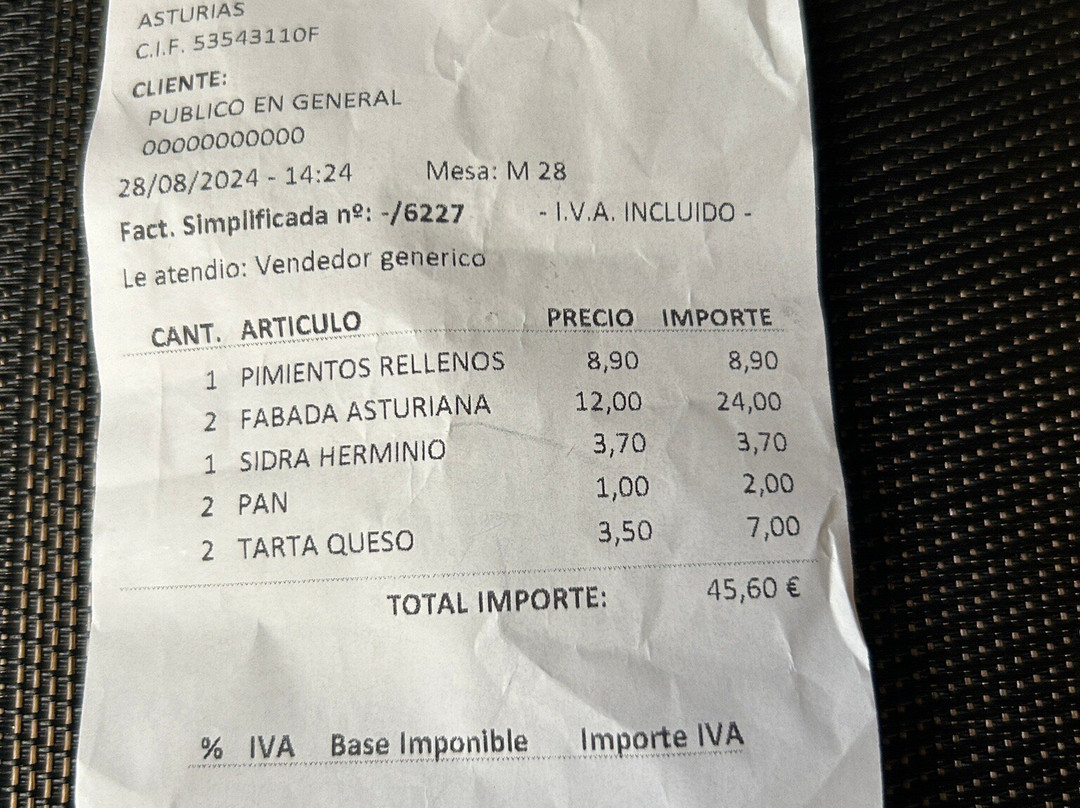 ASTURIAS
C.I.F. 53543110F
CLIENTE:
PUBLICO EN GENERAL
00000000000
28/08/2024 - 14:24 Mesa: M 28
Fact. Simplificada nº: -/6227 - I.V.A. INCLUIDO -
Le atendio: Vendedor generico
CANT. ARTICULO PRECIO IMPORTE
1 PIMIENTOS RELLENOS 8,90 8,90
2 FABADA ASTURIANA 12,00 24,00
1 SIDRA HERMINIO 3,70 3,70
2 PAN 1,00 2,00
2 TARTA QUESO 3,50 7,00
TOTAL IMPORTE: 45,60 €
% IVA Base Imponible Importe IVA